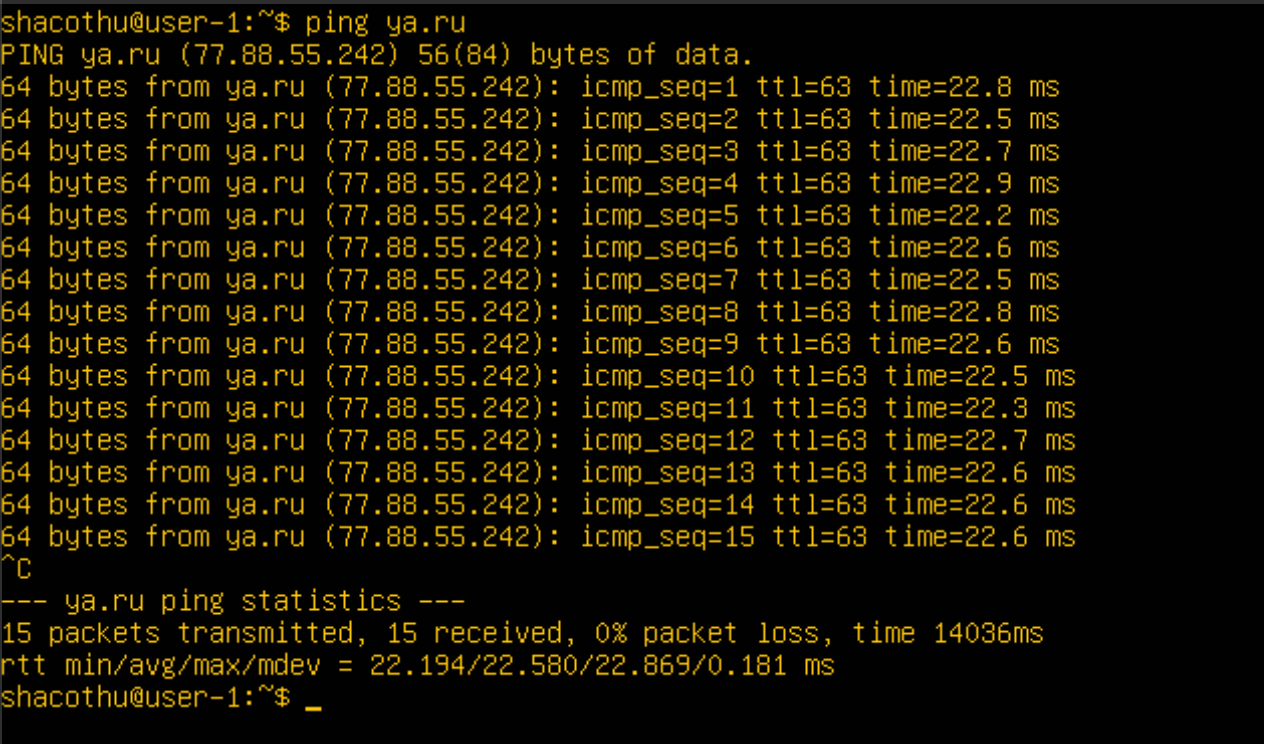 shacothu@user-1:~$ ping ya.ru
PING ya.ru (77.88.55.242) 56(84) bytes of data.
64 bytes from ya.ru (77.88.55.242): icmp_seq=1 ttl=63 time=22.8 ms
64 bytes from ya.ru (77.88.55.242): icmp_seq=2 ttl=63 time=22.5 ms
64 bytes from ya.ru (77.88.55.242): icmp_seq=3 ttl=63 time=22.7 ms
64 bytes from ya.ru (77.88.55.242): icmp_seq=4 ttl=63 time=22.9 ms
64 bytes from ya.ru (77.88.55.242): icmp_seq=5 ttl=63 time=22.2 ms
64 bytes from ya.ru (77.88.55.242): icmp_seq=6 ttl=63 time=22.6 ms
64 bytes from ya.ru (77.88.55.242): icmp_seq=7 ttl=63 time=22.5 ms
64 bytes from ya.ru (77.88.55.242): icmp_seq=8 ttl=63 time=22.8 ms
64 bytes from ya.ru (77.88.55.242): icmp_seq=9 ttl=63 time=22.6 ms
64 bytes from ya.ru (77.88.55.242): icmp_seq=10 ttl=63 time=22.5 ms
64 bytes from ya.ru (77.88.55.242): icmp_seq=11 ttl=63 time=22.3 ms
64 bytes from ya.ru (77.88.55.242): icmp_seq=12 ttl=63 time=22.7 ms
64 bytes from ya.ru (77.88.55.242): icmp_seq=13 ttl=63 time=22.6 ms
64 bytes from ya.ru (77.88.55.242): icmp_seq=14 ttl=63 time=22.6 ms
64 bytes from ya.ru (77.88.55.242): icmp_seq=15 ttl=63 time=22.6 ms
^C
--- ya.ru ping statistics ---
15 packets transmitted, 15 received, 0% packet loss, time 14036ms
rtt min/avg/max/mdev = 22.194/22.580/22.869/0.181 ms
shacothu@user-1:~$ _